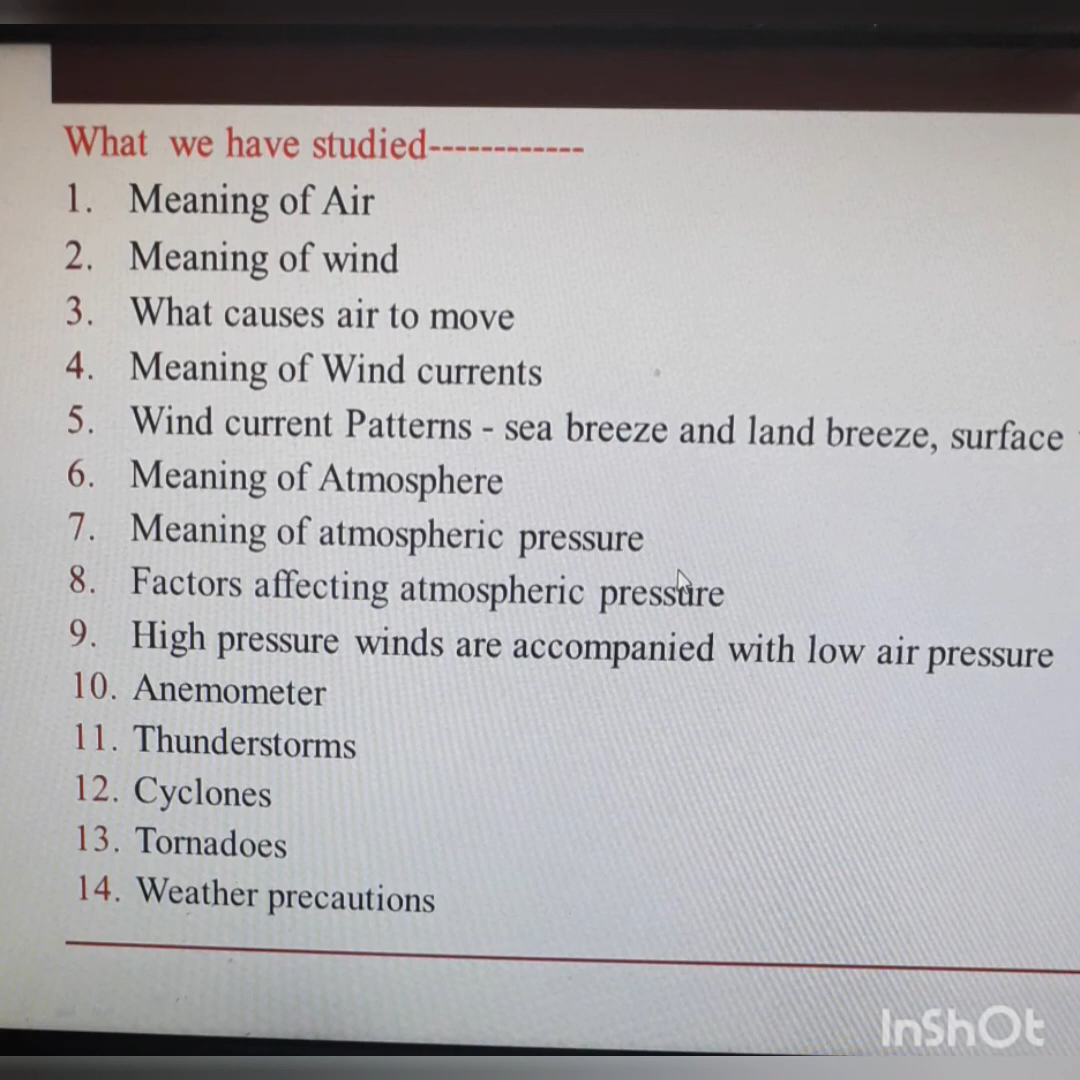 What we have studied------------
1. Meaning of Air
2. Meaning of wind
3. What causes air to move
4. Meaning of Wind currents
5. Wind current Patterns - sea breeze and land breeze, surface
6. Meaning of Atmosphere
7. Meaning of atmospheric pressure
8. Factors affecting atmospheric pressure
9. High pressure winds are accompanied with low air pressure
10. Anemometer
11. Thunderstorms
12. Cyclones
13. Tornadoes
14. Weather precautions
InShOt